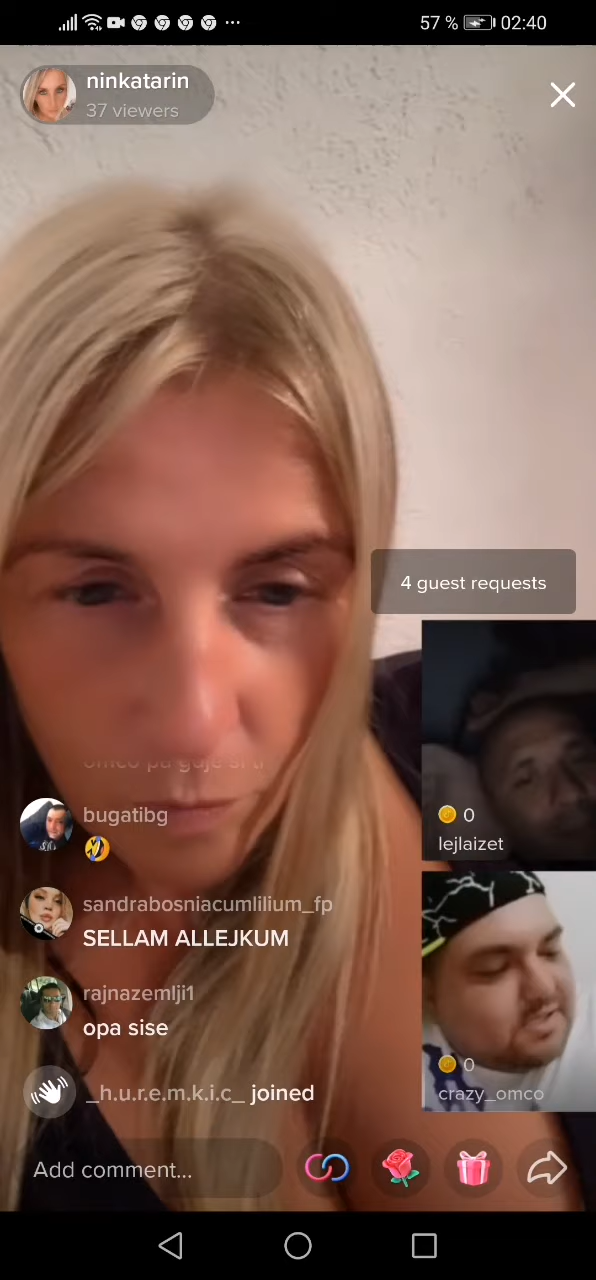 57 % 02:40
ninkatarin
37 viewers
4 guest requests
0
lejlaizet
bugatibg
sandrabosniacumlilium_fp
SELLAM ALLEJKUM
rajnazemlji1
opa sise
0
crazy_omco
_h.u.r.e.m.k.i.c_ joined
Add comment...